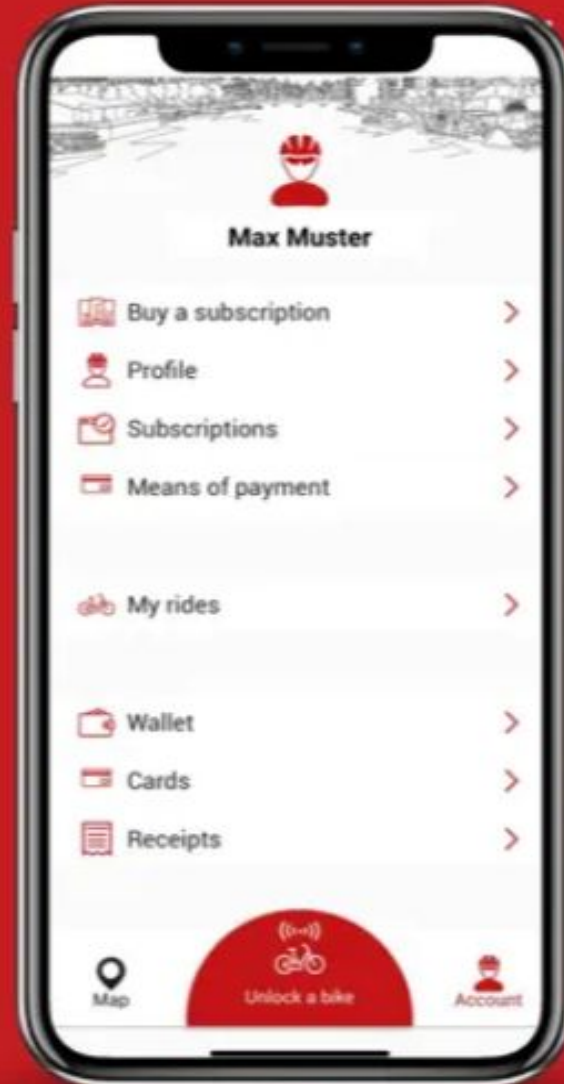 Max Muster
Buy a subscription
Profile
Subscriptions
Means of payment
My rides
Wallet
Cards
Receipts
Map
Unlock a bike
Account